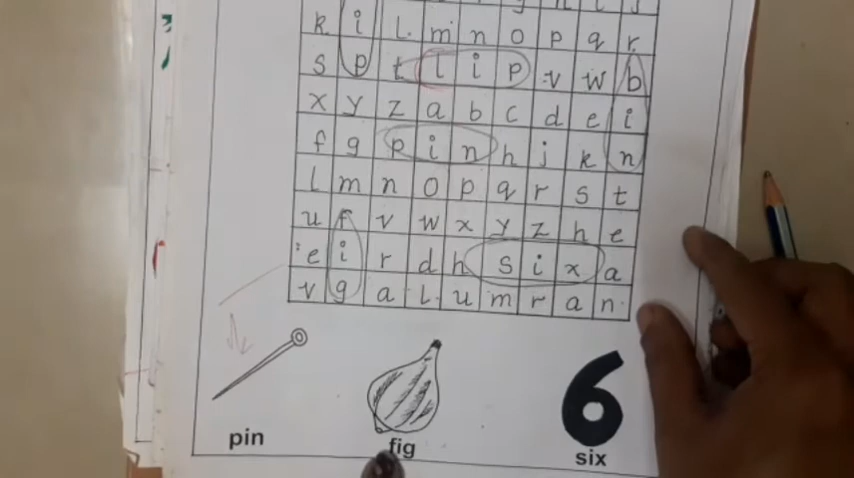 k i l m n o p q r
s p t l i p v w b
x y z a b c d e i
f g p i n h j k n
l m n o p q r s t
u f v w x y z h e
e i r d h s i x a
v g a l u m r a n
6
pin fig six